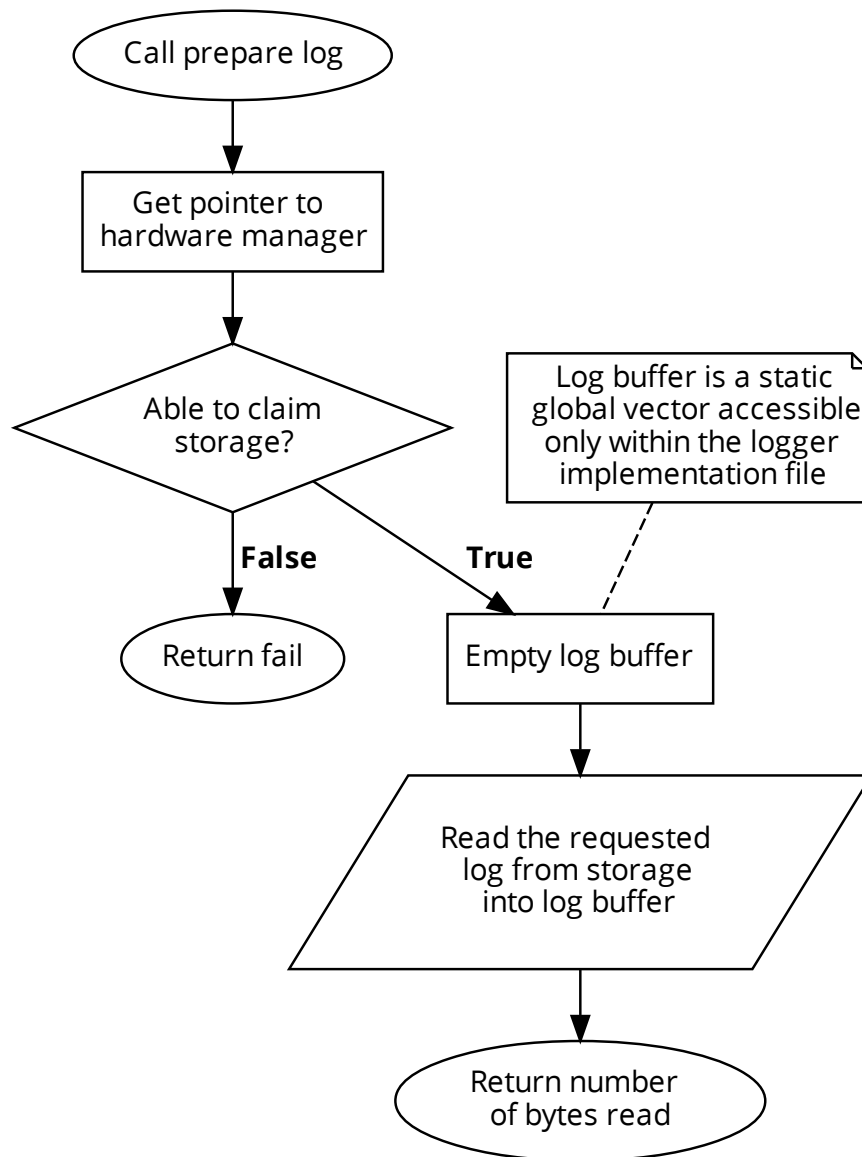 Call prepare log
Get pointer to
hardware manager
Able to claim
storage?
Log buffer is a static
global vector accessible
only within the logger
implementation file
False
True
Return fail
Empty log buffer
Read the requested
log from storage
into log buffer
Return number
of bytes read